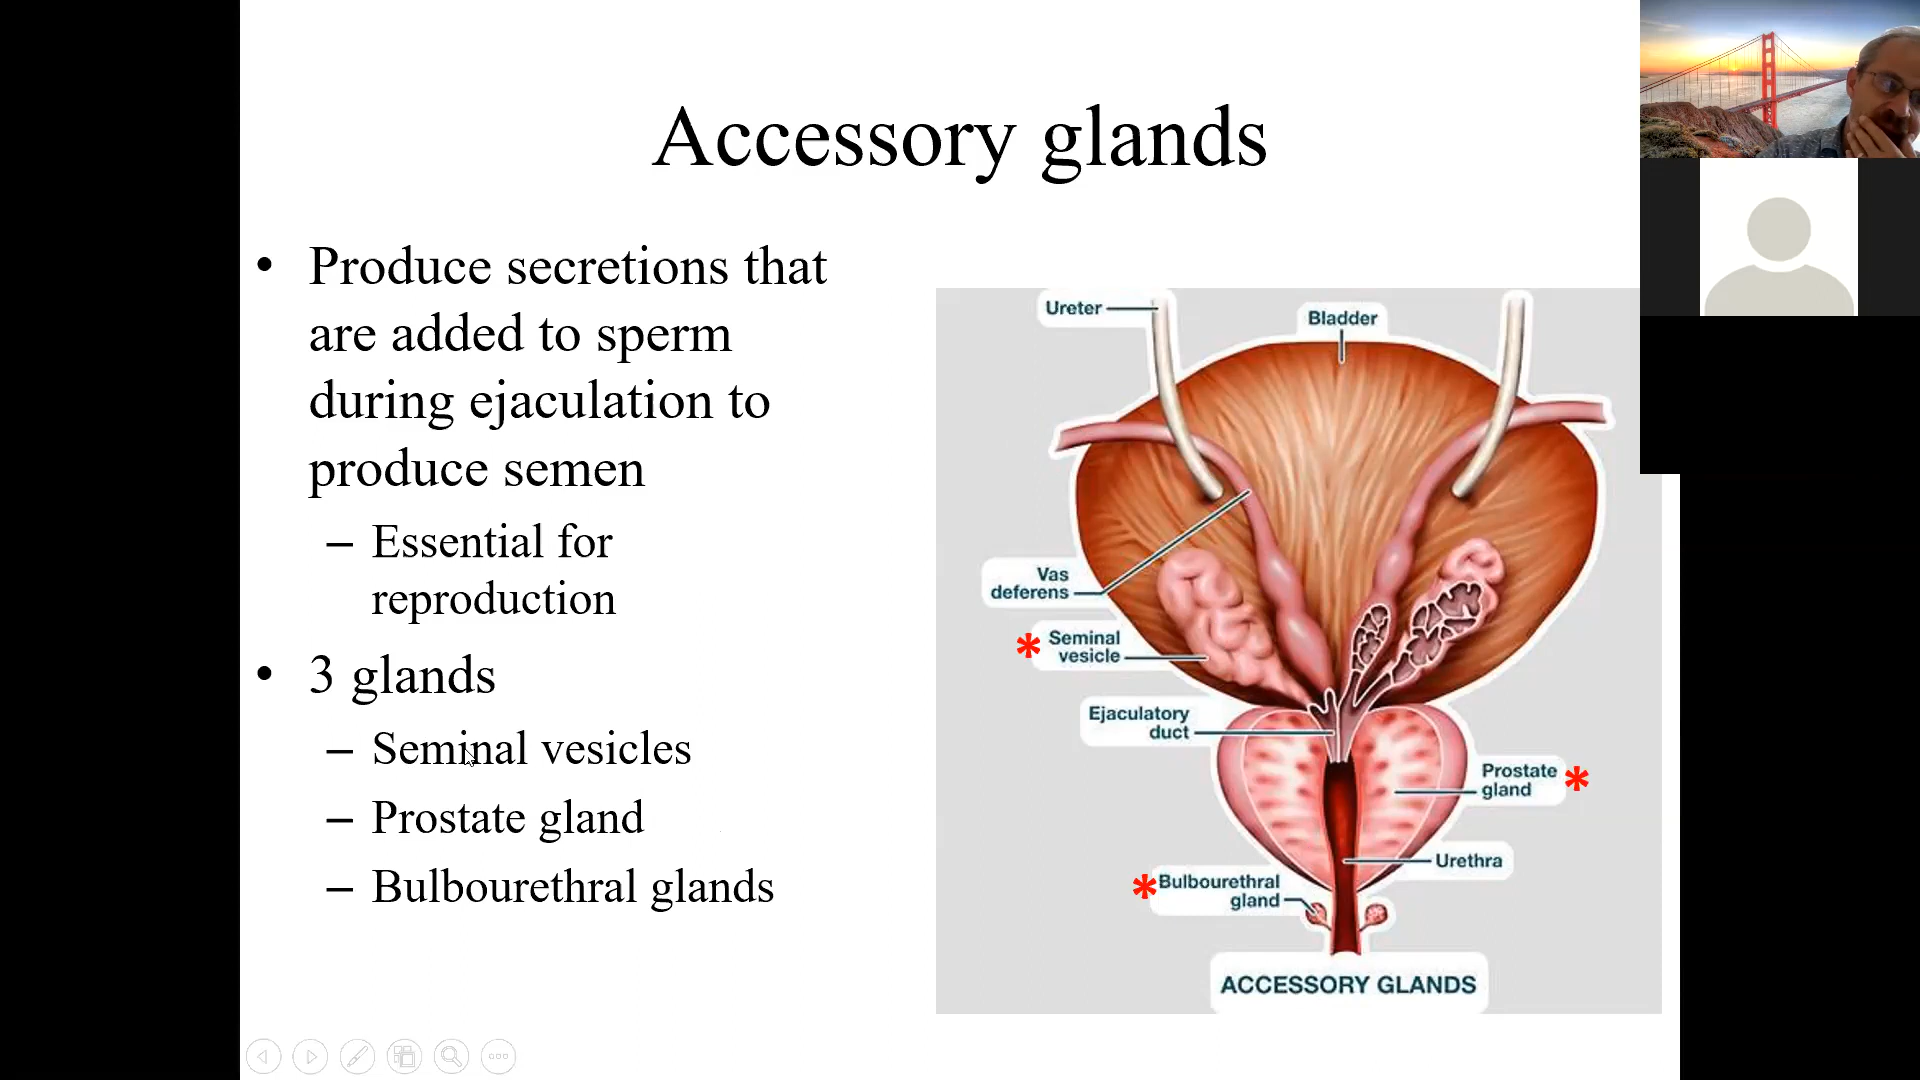 Accessory glands
• Produce secretions that
are added to sperm
during ejaculation to
produce semen
– Essential for
reproduction
• 3 glands
– Seminal vesicles
– Prostate gland
– Bulbourethral glands
Ureter
Bladder
Vas
deferens
* Seminal
vesicle
Ejaculatory
duct
Prostate *
gland
Urethra
* Bulbourethral
gland
ACCESSORY GLANDS